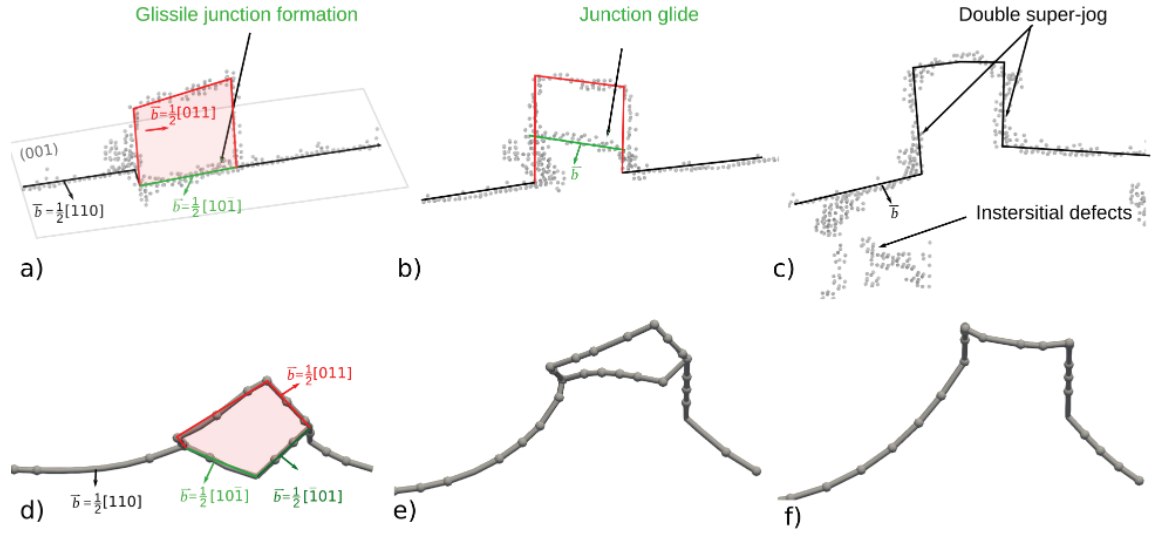 Glissile junction formation
Junction glide
Double super-jog
b̅=½[011]
(001)
b̅=½[110]
b̅=½[101̅]
b̅
b̅
Instersitial defects
a)
b)
c)
b̅=½[011]
b̅=½[110]
b̅=½[101̅]
b̅=½[1̅01]
d)
e)
f)